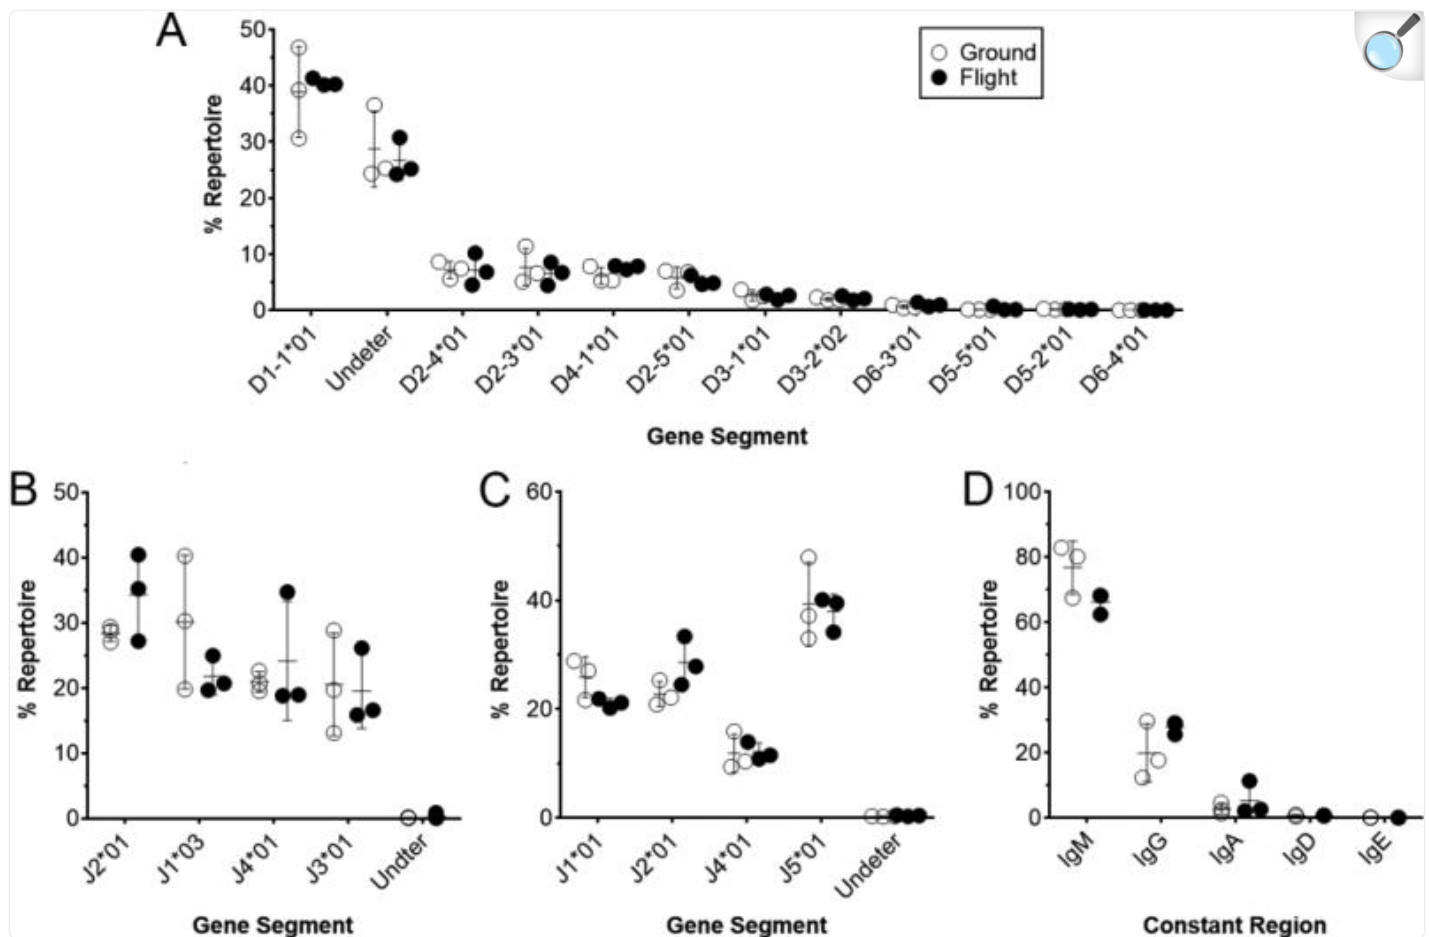 A
50
40
30
20
10
0
% Repertoire
Ground
Flight
D1-1*01
Undeter
D2-4*01
D2-3*01
D4-1*01
D2-5*01
D3-1*01
D3-2*02
D6-3*01
D5-5*01
D5-2*01
D6-4*01
Gene Segment
B
50
40
30
20
10
0
% Repertoire
J2*01
J1*03
J4*01
J3*01
Undter
Gene Segment
C
60
40
20
0
% Repertoire
J1*01
J2*01
J4*01
J5*01
Undeter
Gene Segment
D
100
80
60
40
20
0
% Repertoire
IgM
IgG
IgA
IgD
IgE
Constant Region